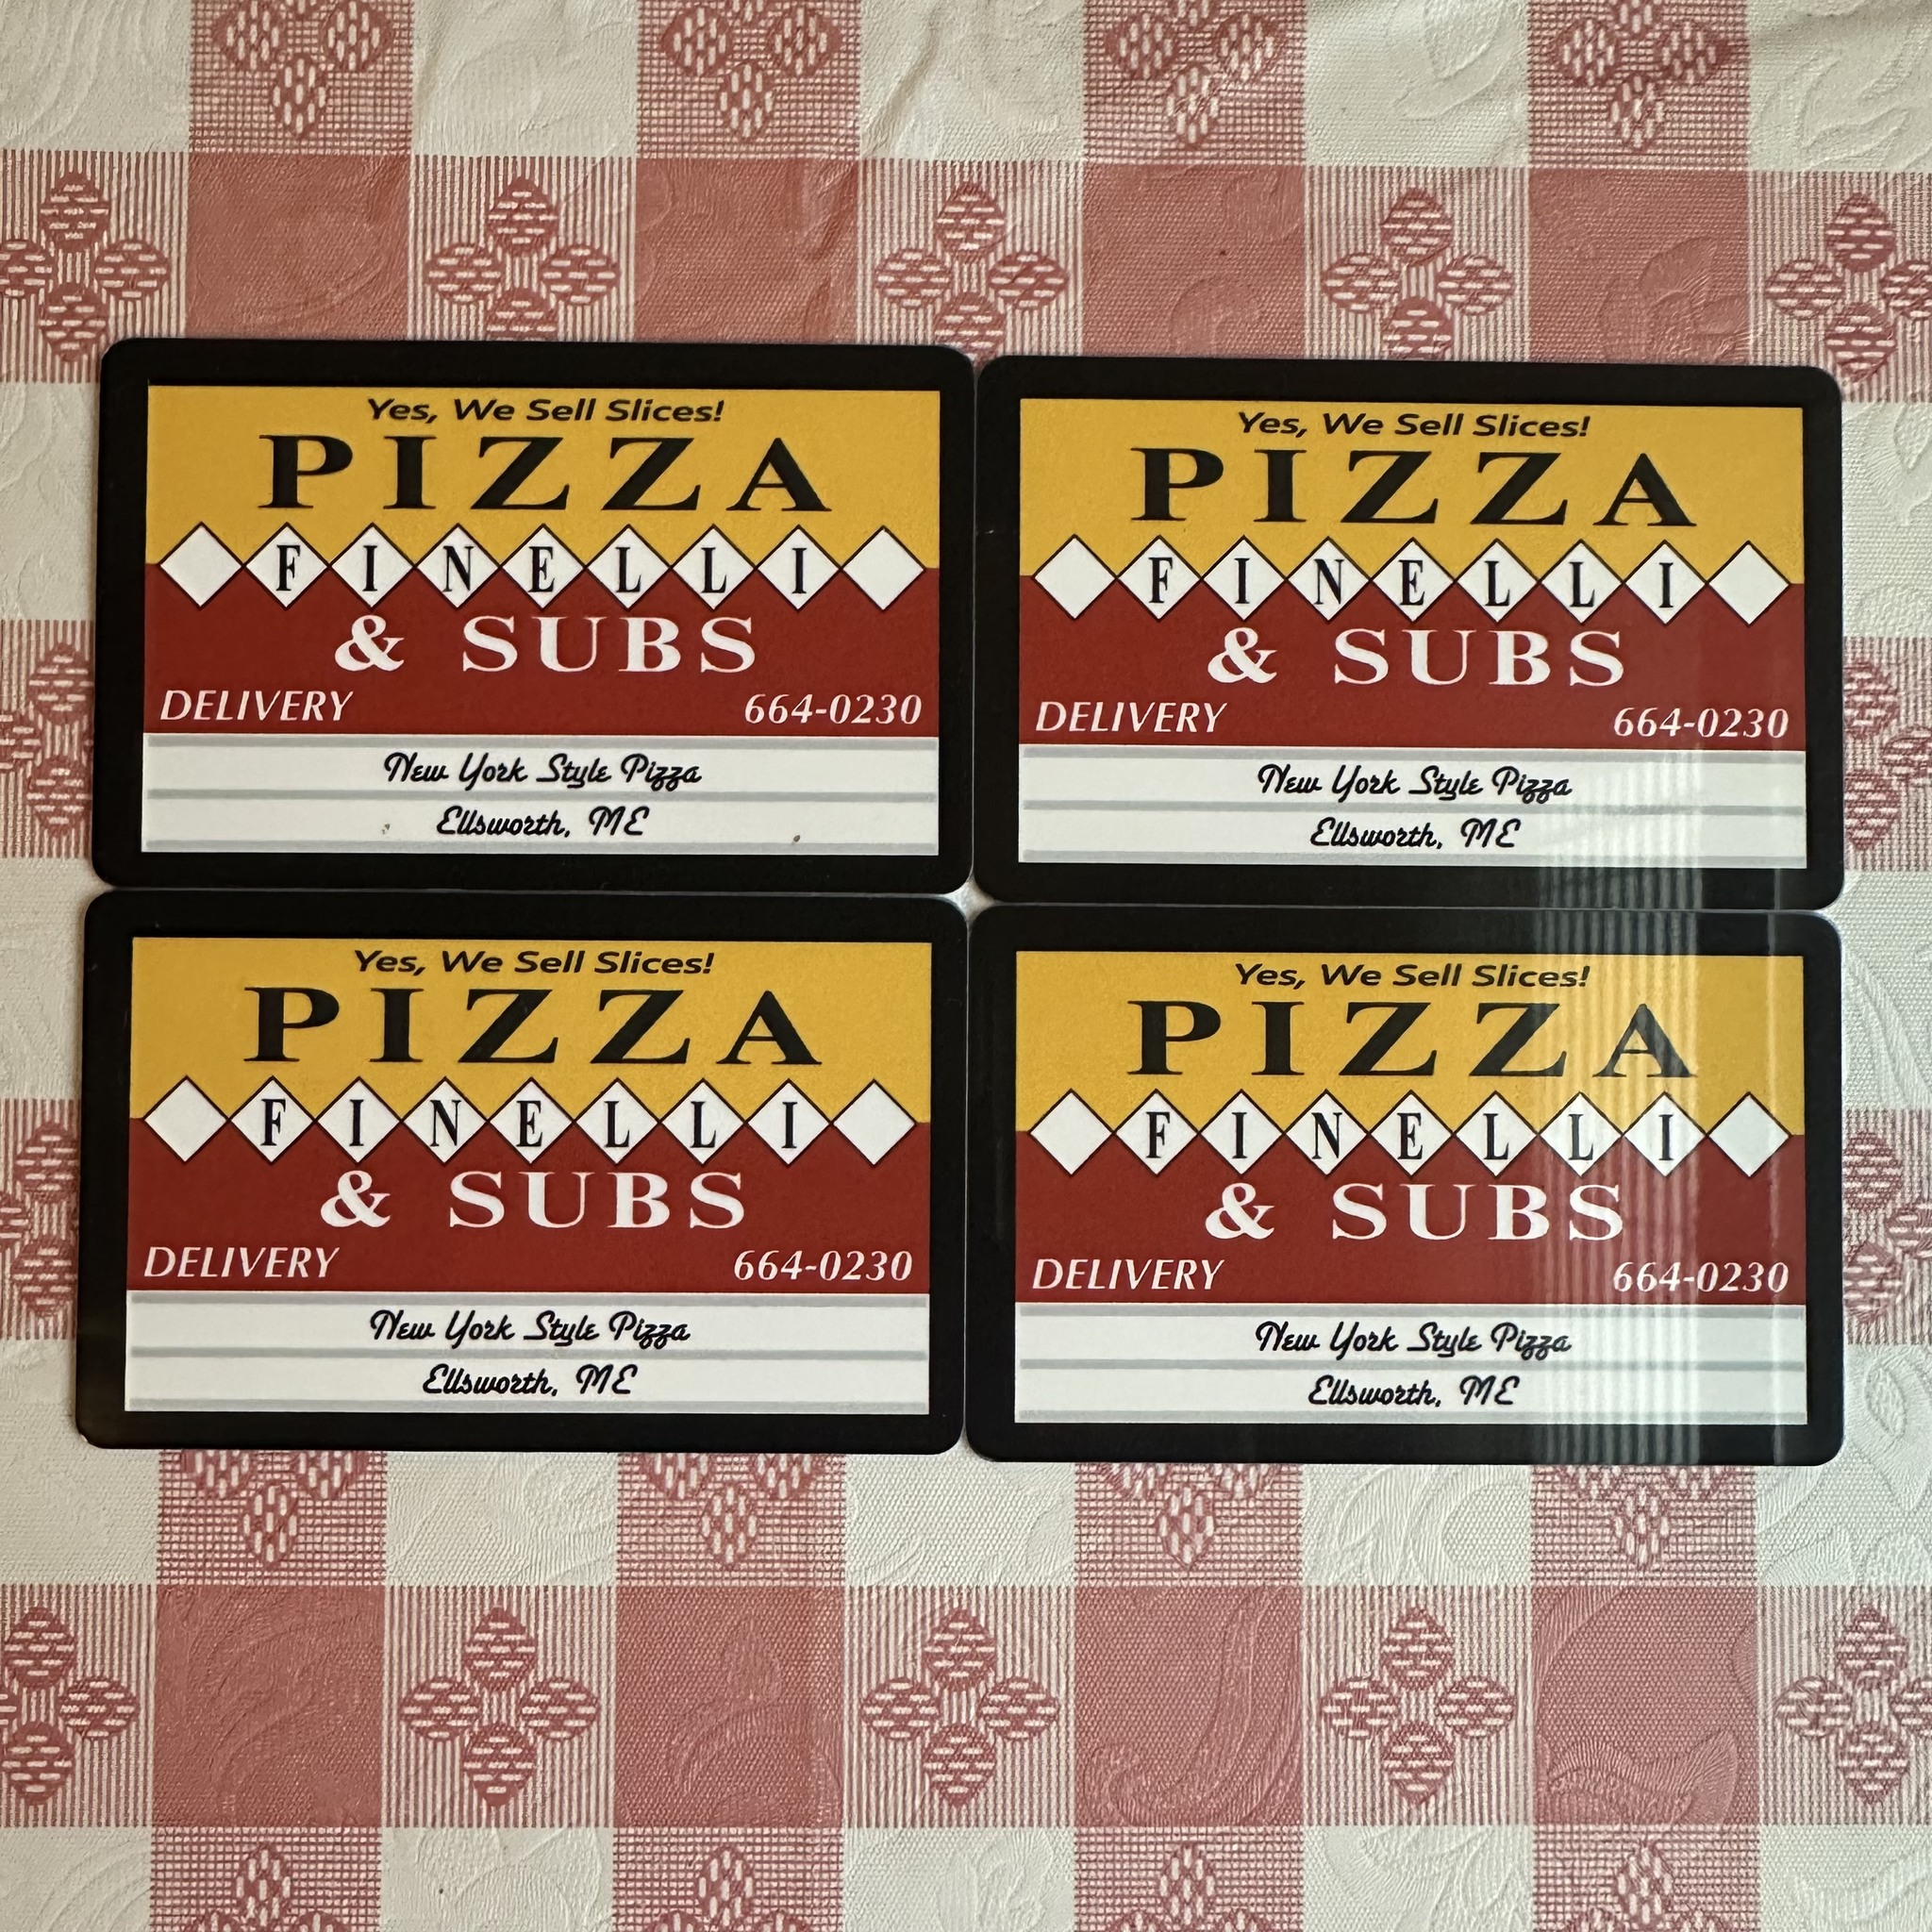 Yes, We Sell Slices!
PIZZA
FINELLI
& SUBS
DELIVERY 664-0230
New York Style Pizza
Ellsworth, ME
Yes, We Sell Slices!
PIZZA
FINELLI
& SUBS
DELIVERY 664-0230
New York Style Pizza
Ellsworth, ME
Yes, We Sell Slices!
PIZZA
FINELLI
& SUBS
DELIVERY 664-0230
New York Style Pizza
Ellsworth, ME
Yes, We Sell Slices!
PIZZA
FINELLI
& SUBS
DELIVERY 664-0230
New York Style Pizza
Ellsworth, ME